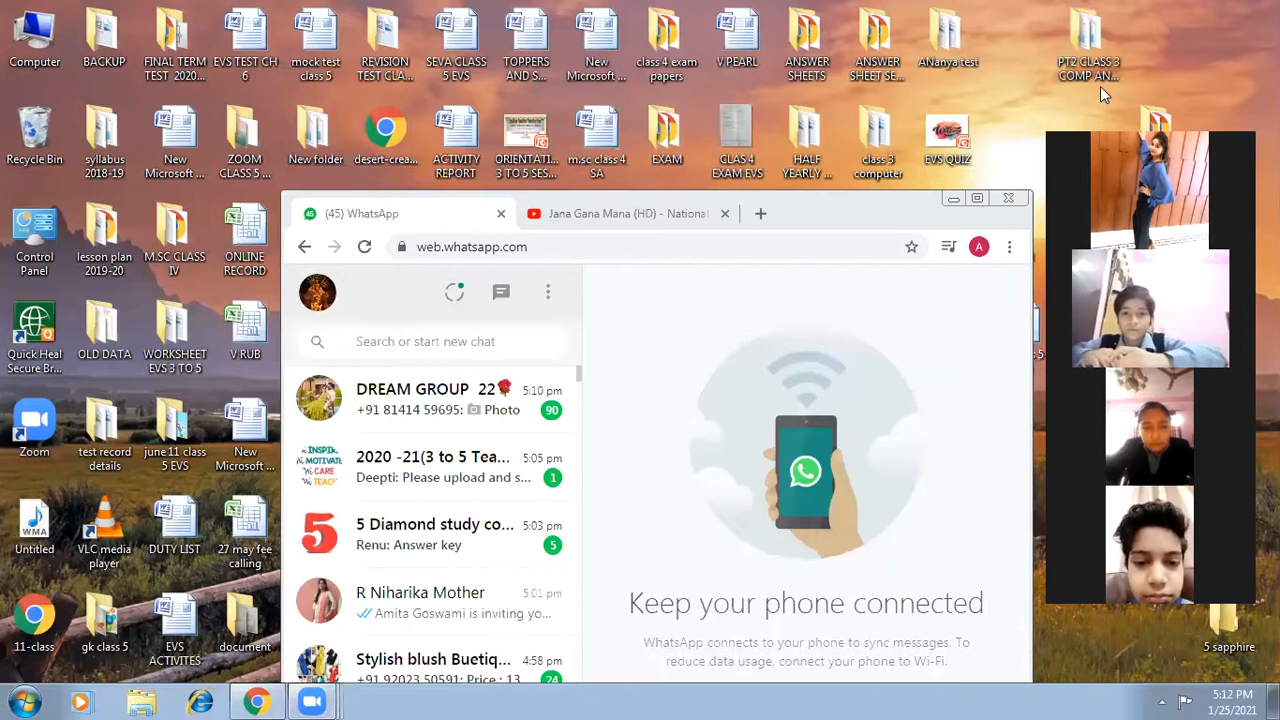 Computer
BACKUP
FINAL TERM
TEST 2020...
EVS TEST CH
6
mock test
class 5
REVISION
TEST CLA...
SEVA CLASS
5 EVS
TOPPERS
AND S...
New
Microsoft ...
class 4 exam
papers
V PEARL
ANSWER
SHEETS
ANSWER
SHEET SE...
ANanya test
PT2 CLASS 3
COMP AN...
Recycle Bin
syllabus
2018-19
New
Microsoft ...
ZOOM
CLASS 5 ...
New folder
desert-crea...
ACTIVITY
REPORT
ORIENTATI...
3 TO 5 SES...
m.sc class 4
SA
EXAM
CLAS 4
EXAM EVS
HALF
YEARLY ...
class 3
computer
EVS QUIZ
Control
Panel
lesson plan
2019-20
M.SC CLASS
IV
ONLINE
RECORD
Quick Heal
Secure Br...
OLD DATA
WORKSHEET
EVS 3 TO 5
V RUB
Zoom
test record
details
june 11 class
5 EVS
New
Microsoft ...
Untitled
WMA
VLC media
player
DUTY LIST
27 may fee
calling
11-class
gk class 5
EVS
ACTIVITES
document
(45) WhatsApp
Jana Gana Mana (HD) - National
web.whatsapp.com
A
Search or start new chat
DREAM GROUP 22🌹 5:10 pm
+91 81414 59695: Photo 90
2020 -21(3 to 5 Tea... 5:05 pm
Deepti: Please upload and s... 1
5 Diamond study co... 5:03 pm
Renu: Answer key 5
R Niharika Mother 5:01 pm
Amita Goswami is inviting yo...
Stylish blush Buetiq... 4:58 pm
+91 92023 50591: Price : 13 24
Keep your phone connected
WhatsApp connects to your phone to sync messages. To
reduce data usage, connect your phone to Wi-Fi.
5 sapphire
5:12 PM
1/25/2021